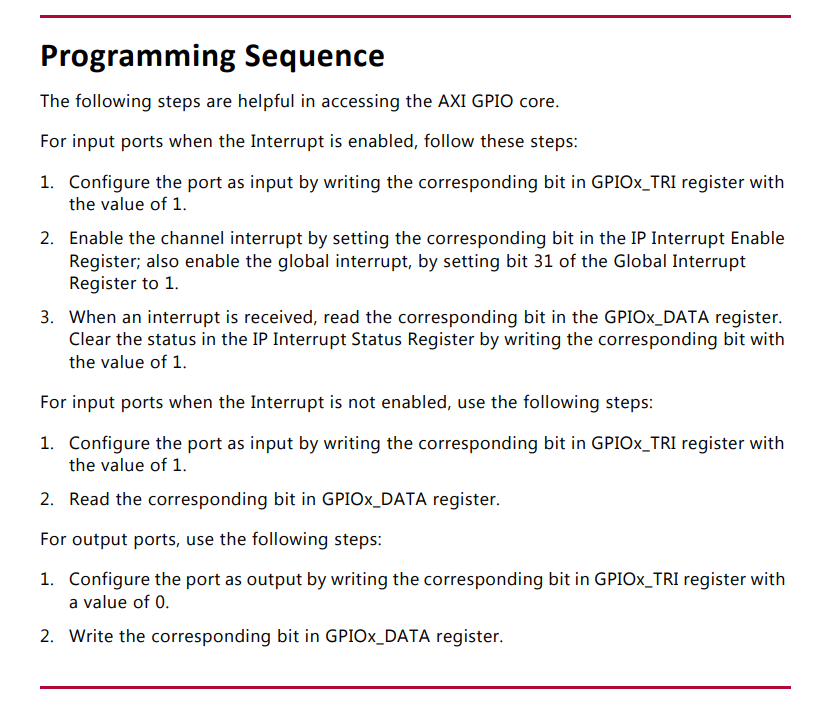 Programming Sequence
The following steps are helpful in accessing the AXI GPIO core.
For input ports when the Interrupt is enabled, follow these steps:
1. Configure the port as input by writing the corresponding bit in GPIOx_TRI register with
the value of 1.
2. Enable the channel interrupt by setting the corresponding bit in the IP Interrupt Enable
Register; also enable the global interrupt, by setting bit 31 of the Global Interrupt
Register to 1.
3. When an interrupt is received, read the corresponding bit in the GPIOx_DATA register.
Clear the status in the IP Interrupt Status Register by writing the corresponding bit with
the value of 1.
For input ports when the Interrupt is not enabled, use the following steps:
1. Configure the port as input by writing the corresponding bit in GPIOx_TRI register with
the value of 1.
2. Read the corresponding bit in GPIOx_DATA register.
For output ports, use the following steps:
1. Configure the port as output by writing the corresponding bit in GPIOx_TRI register with
a value of 0.
2. Write the corresponding bit in GPIOx_DATA register.